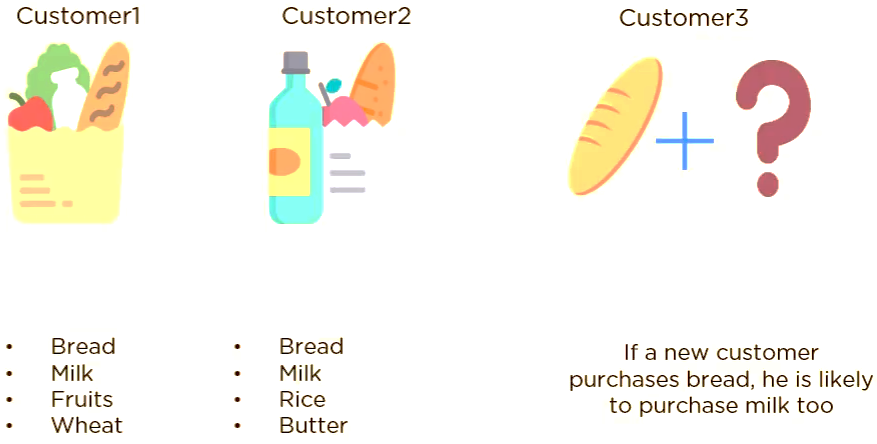 Customer1
Customer2
Customer3
• Bread
• Milk
• Fruits
• Wheat
• Bread
• Milk
• Rice
• Butter
If a new customer
purchases bread, he is likely
to purchase milk too